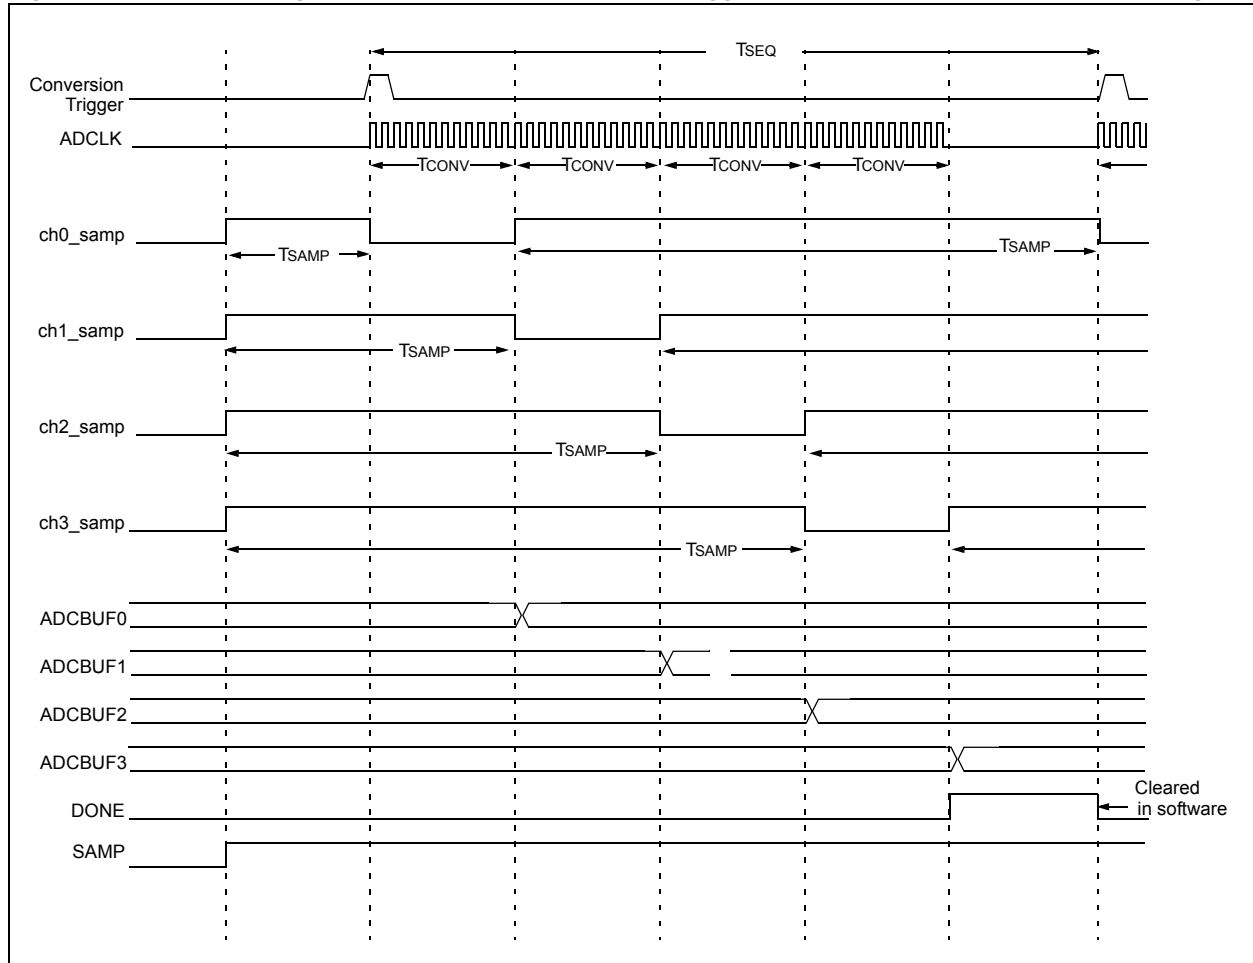 TSEQ
Conversion
Trigger
ADCLK
TCONV TCONV TCONV TCONV
ch0_samp
TSAMP TSAMP
ch1_samp
TSAMP
ch2_samp
TSAMP
ch3_samp
TSAMP
ADCBUF0
ADCBUF1
ADCBUF2
ADCBUF3
DONE
Cleared
in software
SAMP